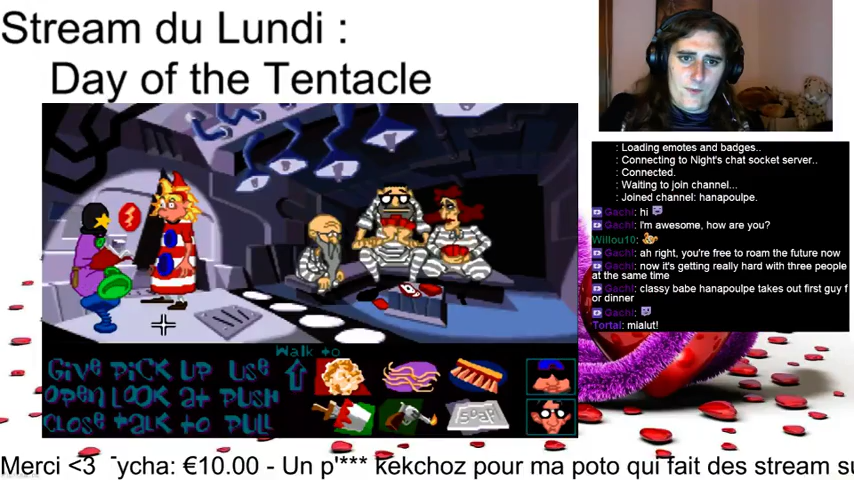 Stream du Lundi :
Day of the Tentacle
: Loading emotes and badges..
: Connecting to Night's chat socket server..
: Connected.
: Waiting to join channel...
: Joined channel: hanapoulpe.
Gachi: hi
Gachi: I'm awesome, how are you?
Willou10:
Gachi: ah right, you're free to roam the future now
Gachi: now it's getting really hard with three people
at the same time
Gachi: classy babe hanapoulpe takes out first guy f
or dinner
Gachi:
Tortal: mialut!
Walk to
Give Pick up Use
Open Look at Push
Close Talk to Pull
SOAP
Merci <3 ¯ycha: €10.00 - Un p'*** kekchoz pour ma poto qui fait des stream su